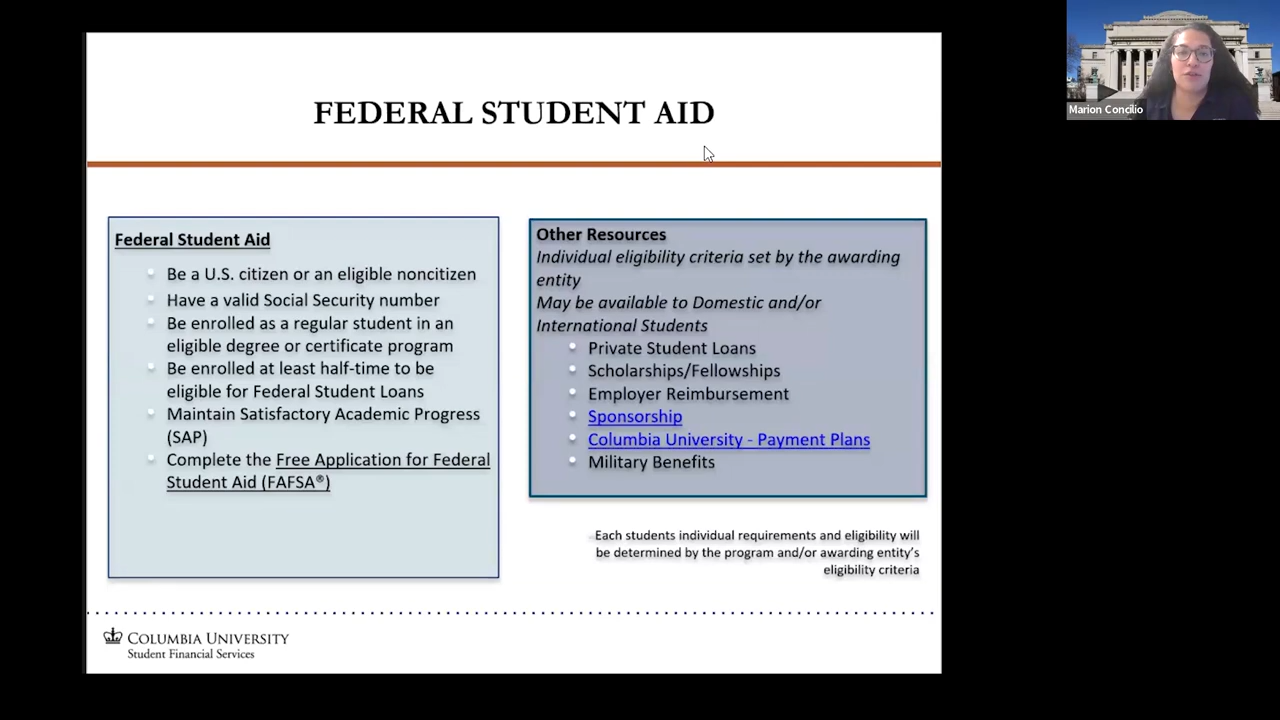 FEDERAL STUDENT AID
Federal Student Aid
Be a U.S. citizen or an eligible noncitizen
Have a valid Social Security number
Be enrolled as a regular student in an
eligible degree or certificate program
Be enrolled at least half-time to be
eligible for Federal Student Loans
Maintain Satisfactory Academic Progress
(SAP)
Complete the Free Application for Federal
Student Aid (FAFSA®)
Other Resources
Individual eligibility criteria set by the awarding
entity
May be available to Domestic and/or
International Students
Private Student Loans
Scholarships/Fellowships
Employer Reimbursement
Sponsorship
Columbia University - Payment Plans
Military Benefits
Each students individual requirements and eligibility will
be determined by the program and/or awarding entity's
eligibility criteria
COLUMBIA UNIVERSITY
Student Financial Services
Marion Concilio